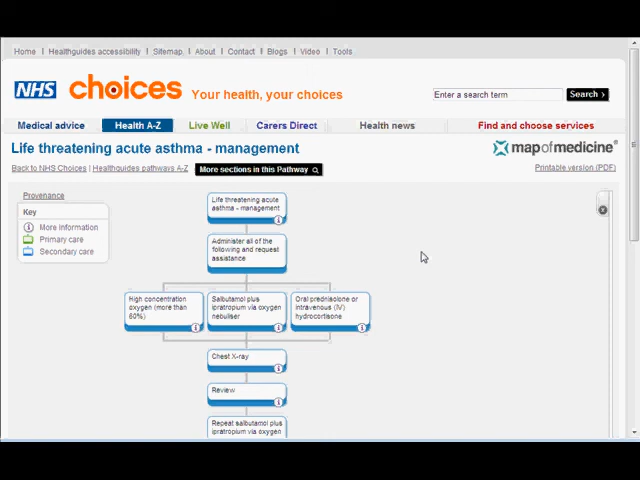 Home | Healthguides accessibility | Sitemap | About | Contact | Blogs | Video | Tools
NHS choices Your health, your choices
Enter a search term Search ›
Medical advice Health A-Z Live Well Carers Direct Health news Find and choose services
Life threatening acute asthma - management
map of medicine®
Back to NHS Choices | Healthguides pathways A-Z More sections in this Pathway
Printable version (PDF)
Provenance
Key
i More information
Primary care
Secondary care
x
Life threatening acute
asthma - management
i
Administer all of the
following and request
assistance
High concentration
oxygen (more than
60%)
i
Salbutamol plus
ipratropium via oxygen
nebuliser
i
Oral prednisolone or
intravenous (IV)
hydrocortisone
i
Chest X-ray
i
Review
i
Repeat salbutamol plus
ipratropium via oxygen